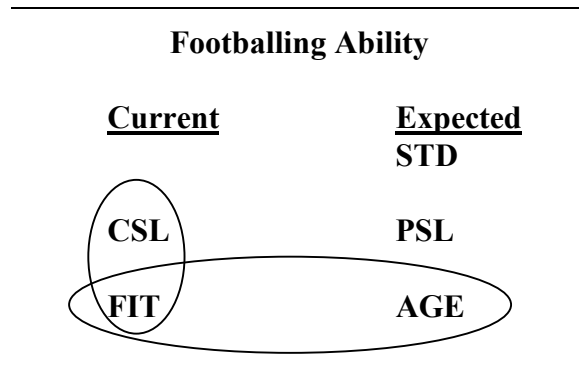 Footballing Ability
Current Expected
STD
CSL PSL
FIT AGE